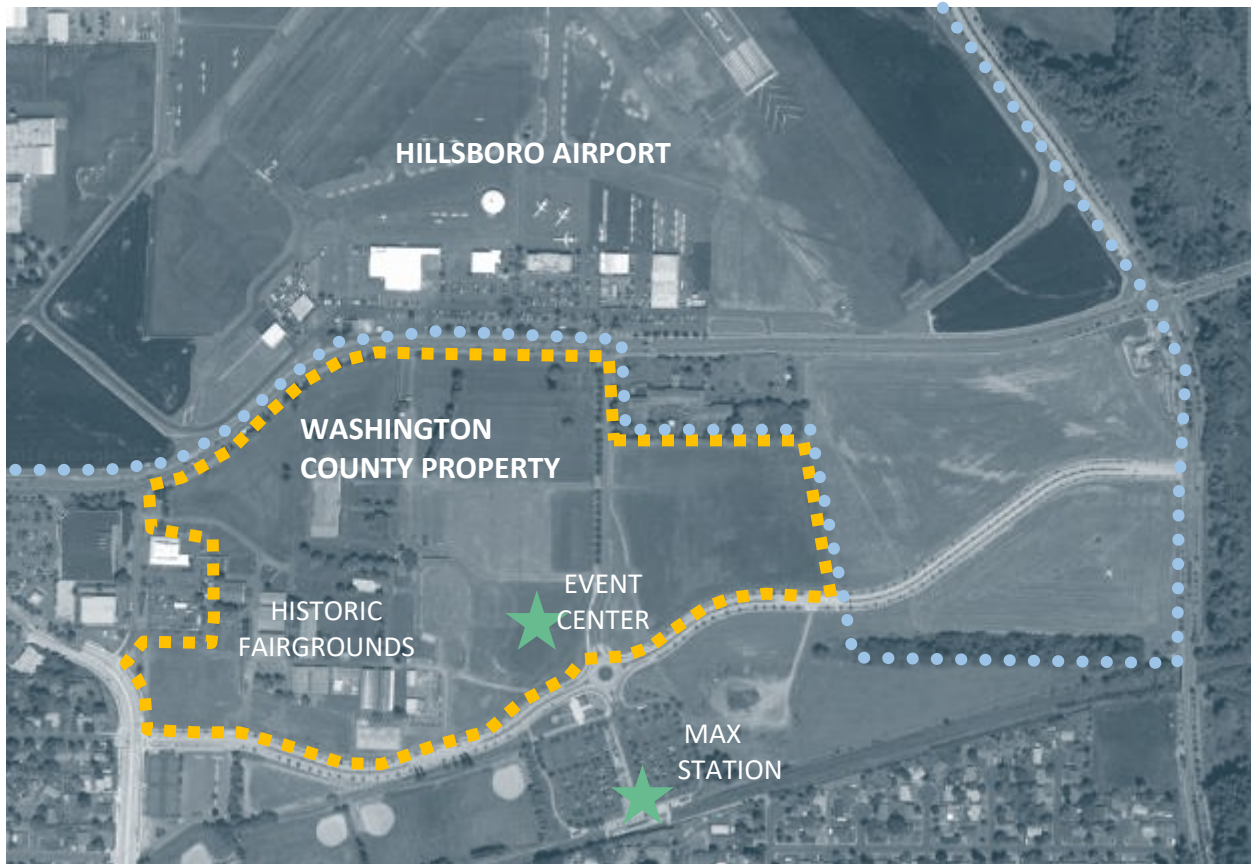 HILLSBORO AIRPORT
WASHINGTON
COUNTY PROPERTY
EVENT
CENTER
HISTORIC
FAIRGROUNDS
MAX
STATION